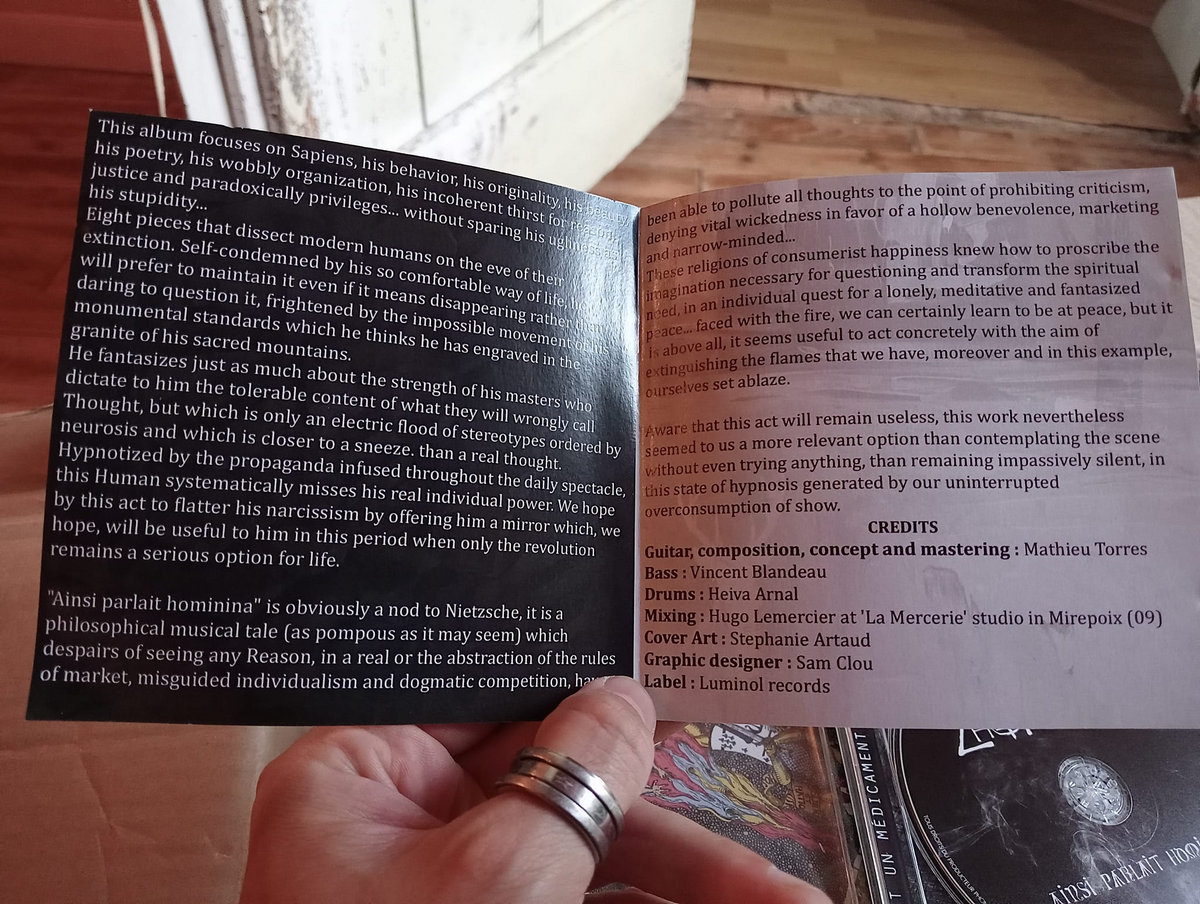 This album focuses on Sapiens, his behavior, his originality, his
his poetry, his wobbly organization, his incoherent thirst for
justice and paradoxically privileges... without sparing his
his stupidity...
Eight pieces that dissect modern humans on the eve of their
extinction. Self-condemned by his so comfortable way of life,
will prefer to maintain it even if it means disappearing rather
daring to question it, frightened by the impossible movement of
monumental standards which he thinks he has engraved in the
granite of his sacred mountains.
He fantasizes just as much about the strength of his masters who
dictate to him the tolerable content of what they will wrongly call
Thought, but which is only an electric flood of stereotypes ordered by
neurosis and which is closer to a sneeze. than a real thought.
Hypnotized by the propaganda infused throughout the daily spectacle,
this Human systematically misses his real individual power. We hope
by this act to flatter his narcissism by offering him a mirror which, we
hope, will be useful to him in this period when only the revolution
remains a serious option for life.
"Ainsi parlait hominina" is obviously a nod to Nietzsche, it is a
philosophical musical tale (as pompous as it may seem) which
despairs of seeing any Reason, in a real or the abstraction of the rules
of market, misguided individualism and dogmatic competition,
been able to pollute all thoughts to the point of prohibiting criticism,
denying vital wickedness in favor of a hollow benevolence, marketing
and narrow-minded...
These religions of consumerist happiness knew how to proscribe the
imagination necessary for questioning and transform the spiritual
need, in an individual quest for a lonely, meditative and fantasized
peace... faced with the fire, we can certainly learn to be at peace, but it
is above all, it seems useful to act concretely with the aim of
extinguishing the flames that we have, moreover and in this example,
ourselves set ablaze.
Aware that this act will remain useless, this work nevertheless
seemed to us a more relevant option than contemplating the scene
without even trying anything, than remaining impassively silent, in
this state of hypnosis generated by our uninterrupted
overconsumption of show.
CREDITS
Guitar, composition, concept and mastering : Mathieu Torres
Bass : Vincent Blandeau
Drums : Heiva Arnal
Mixing : Hugo Lemercier at 'La Mercerie' studio in Mirepoix (09)
Cover Art : Stephanie Artaud
Graphic designer : Sam Clou
Label : Luminol records
T UN MÉDICAMENT
AINSI PARLAIT